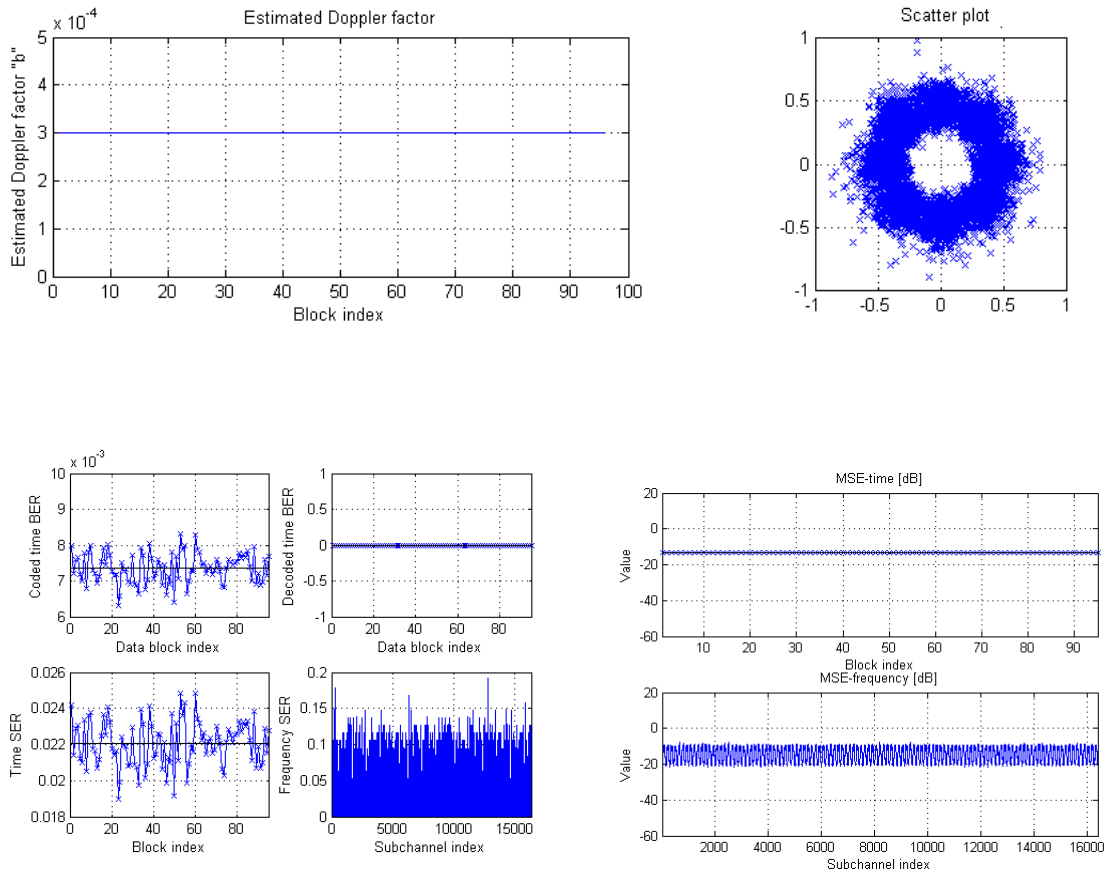 Estimated Doppler factor
x 10-4
5
4
3
2
1
0
Estimated Doppler factor "b"
0 10 20 30 40 50 60 70 80 90 100
Block index
Scatter plot
1
0.5
0
-0.5
-1
-1 -0.5 0 0.5 1
x 10-3
10
9
8
7
6
Coded time BER
0 20 40 60 80
Data block index
1
0.5
0
-0.5
-1
Decoded time BER
0 20 40 60 80
Data block index
MSE-time [dB]
20
0
-20
-40
-60
Value
10 20 30 40 50 60 70 80 90
Block index
0.026
0.024
0.022
0.02
0.018
Time SER
0 20 40 60 80
Block index
0.2
0.15
0.1
0.05
0
Frequency SER
0 5000 10000 15000
Subchannel index
MSE-frequency [dB]
20
0
-20
-40
-60
Value
2000 4000 6000 8000 10000 12000 14000 16000
Subchannel index